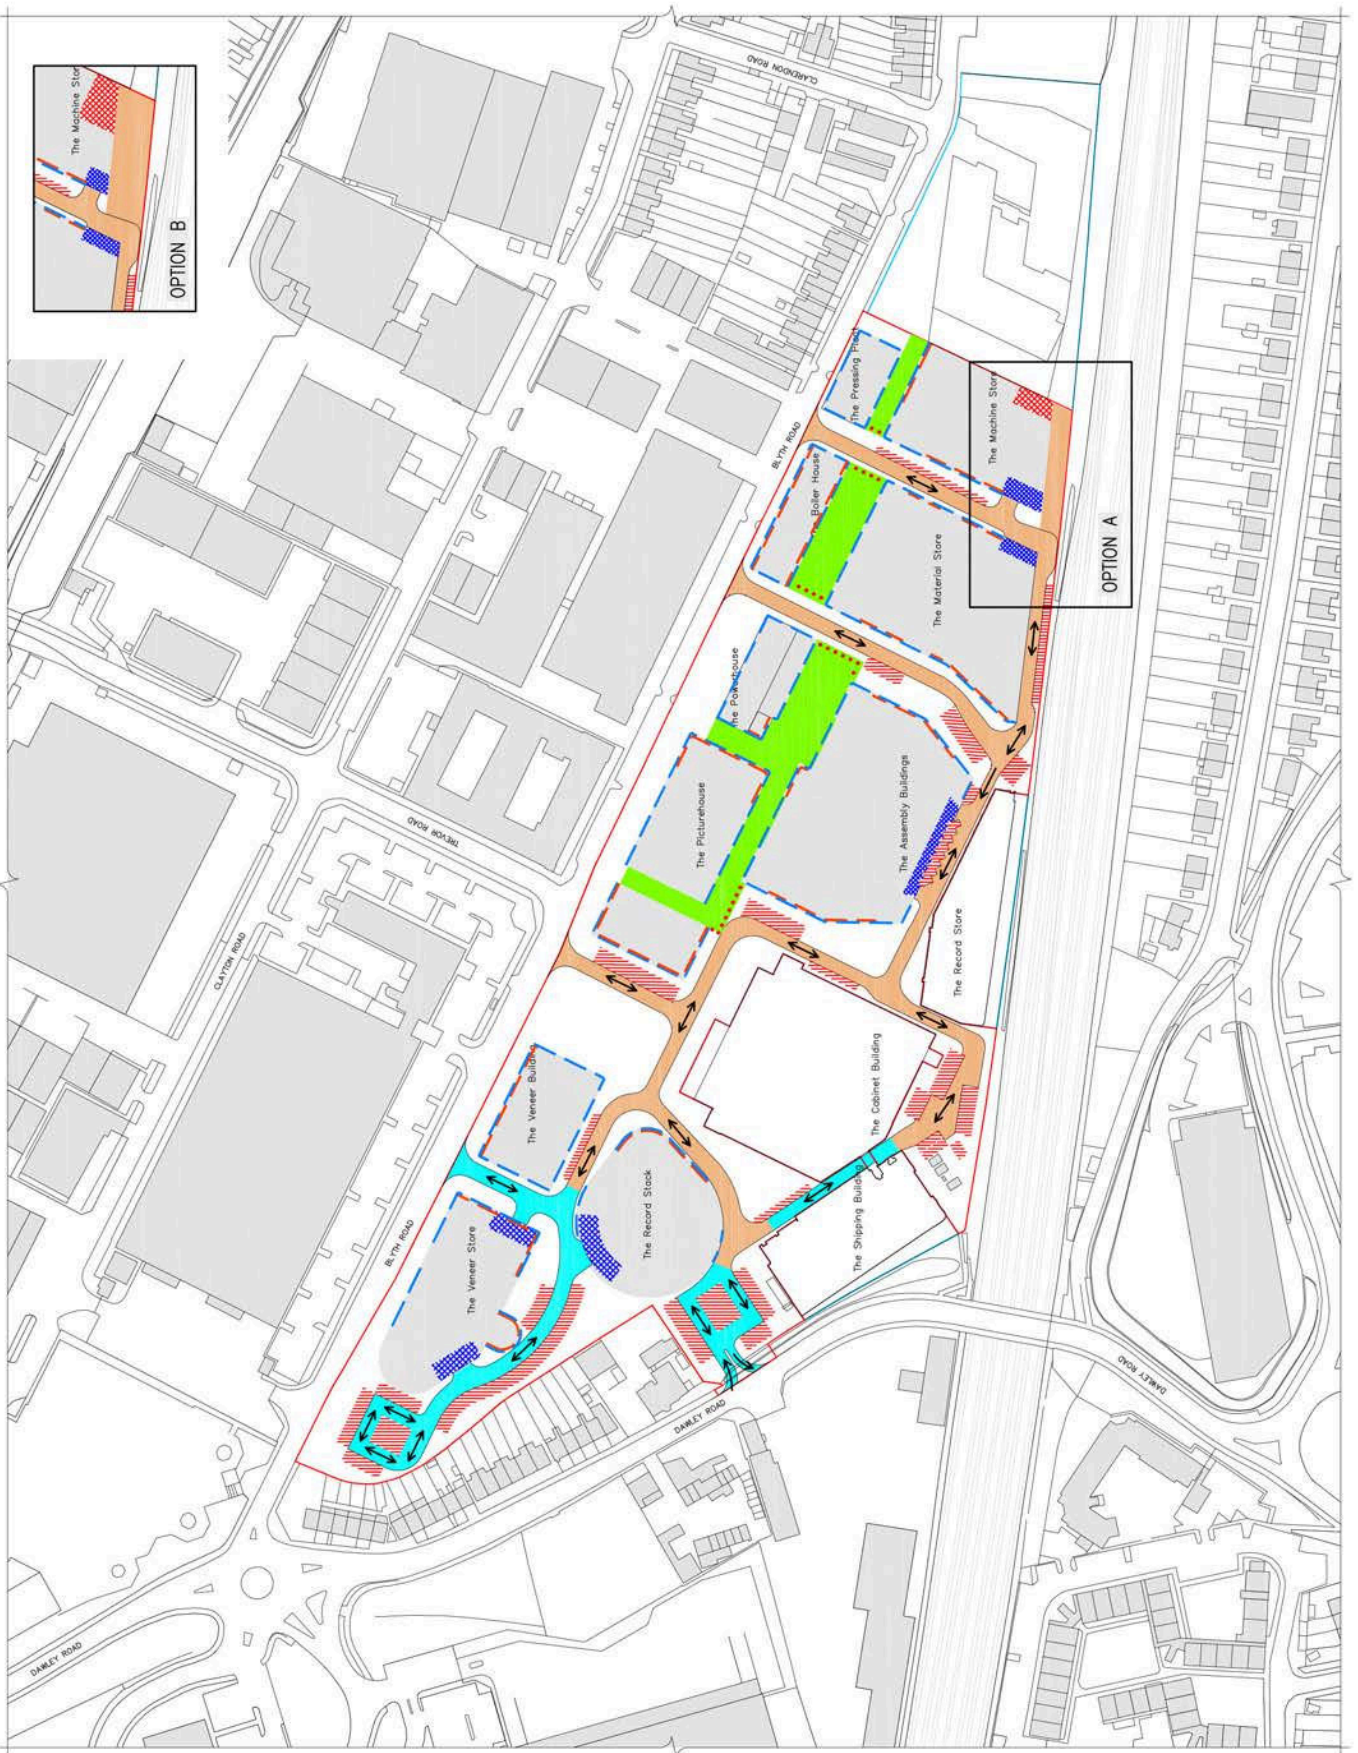 CLARENDON ROAD
The Machine Stor
OPTION B
The Pressing Plant
The Machine Store
BLYTH ROAD
Boiler House
The Material Store
OPTION A
The Powerhouse
The Picturehouse
The Assembly Buildings
TREVOR ROAD
CLAYTON ROAD
The Record Store
The Veneer Building
The Cabinet Building
The Record Stack
The Shipping Building
BLYTH ROAD
The Veneer Store
DAWLEY ROAD
DAWLEY ROAD
DAWLEY ROAD